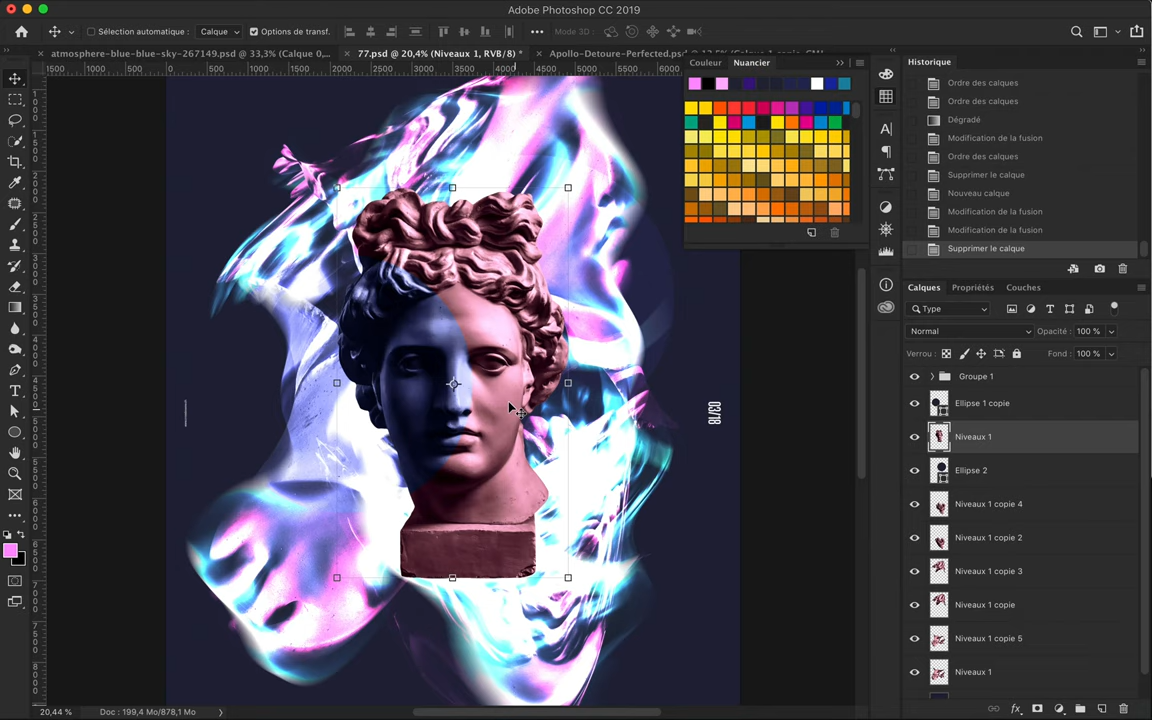 Adobe Photoshop CC 2019
Sélection automatique : Calque
Options de transf.
Mode 3D :
atmosphere-blue-blue-sky-267149.psd @ 33,3% (Calque 0,...
77.psd @ 20,4% (Niveaux 1, RVB/8) *
Apollo-Detoure-Perfected.psd
1500 1000 500 0 500 1000 1500 2000 2500 3000 3500 4000 4500 5000 5500 6000
Couleur Nuancier
Historique
Ordre des calques
Ordre des calques
Dégradé
Modification de la fusion
Ordre des calques
Supprimer le calque
Nouveau calque
Modification de la fusion
Modification de la fusion
Supprimer le calque
Calques Propriétés Couches
Type
Normal Opacité : 100 %
Verrou : Fond : 100 %
Groupe 1
Ellipse 1 copie
Niveaux 1
Ellipse 2
Niveaux 1 copie 4
Niveaux 1 copie 2
Niveaux 1 copie 3
Niveaux 1 copie
Niveaux 1 copie 5
Niveaux 1
03/18
20,44 % Doc : 199,4 Mo/878,1 Mo